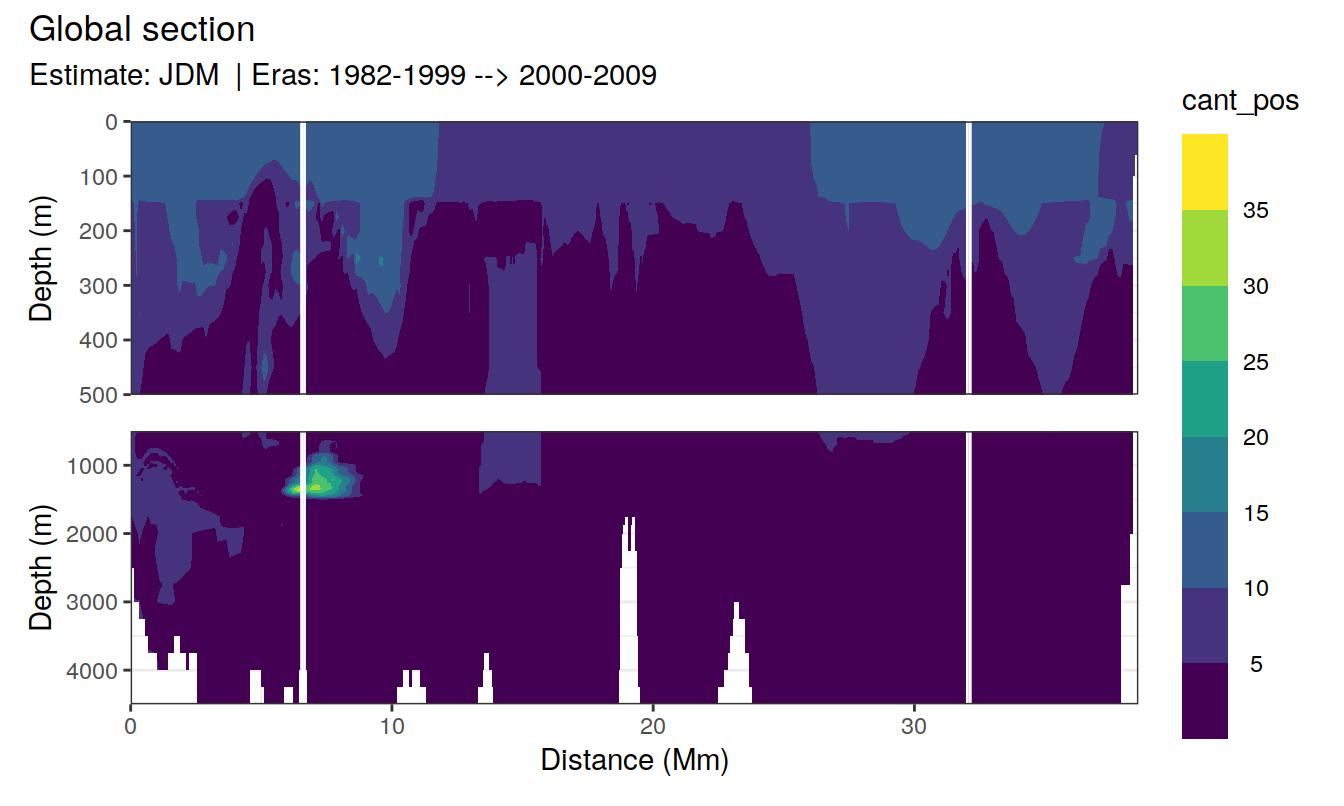 Global section
Estimate: JDM | Eras: 1982-1999 --> 2000-2009
cant_pos
0
100
200
300
400
500
Depth (m)
1000
2000
3000
4000
Depth (m)
0 10 20 30
Distance (Mm)
35
30
25
20
15
10
5